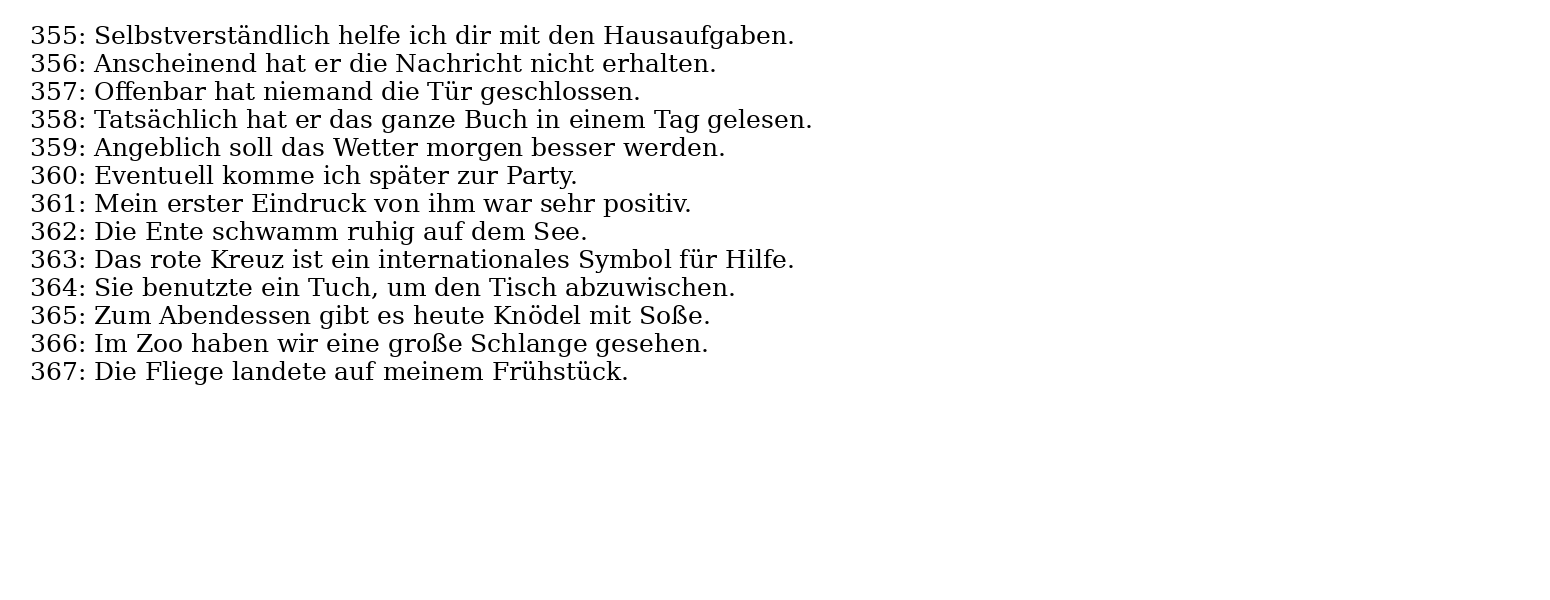 355: Selbstverständlich helfe ich dir mit den Hausaufgaben.
356: Anscheinend hat er die Nachricht nicht erhalten.
357: Offenbar hat niemand die Tür geschlossen.
358: Tatsächlich hat er das ganze Buch in einem Tag gelesen.
359: Angeblich soll das Wetter morgen besser werden.
360: Eventuell komme ich später zur Party.
361: Mein erster Eindruck von ihm war sehr positiv.
362: Die Ente schwamm ruhig auf dem See.
363: Das rote Kreuz ist ein internationales Symbol für Hilfe.
364: Sie benutzte ein Tuch, um den Tisch abzuwischen.
365: Zum Abendessen gibt es heute Knödel mit Soße.
366: Im Zoo haben wir eine große Schlange gesehen.
367: Die Fliege landete auf meinem Frühstück.